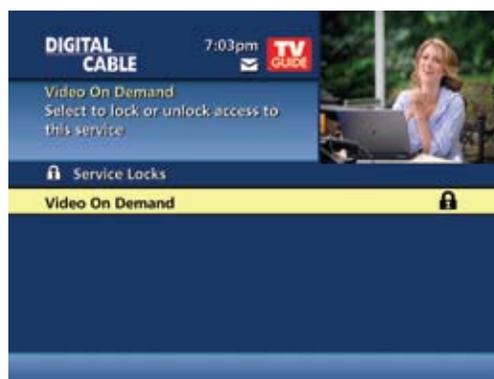 DIGITAL
CABLE
7:03pm
TV
GUIDE
Video On Demand
Select to lock or unlock access to
this service
Service Locks
Video On Demand